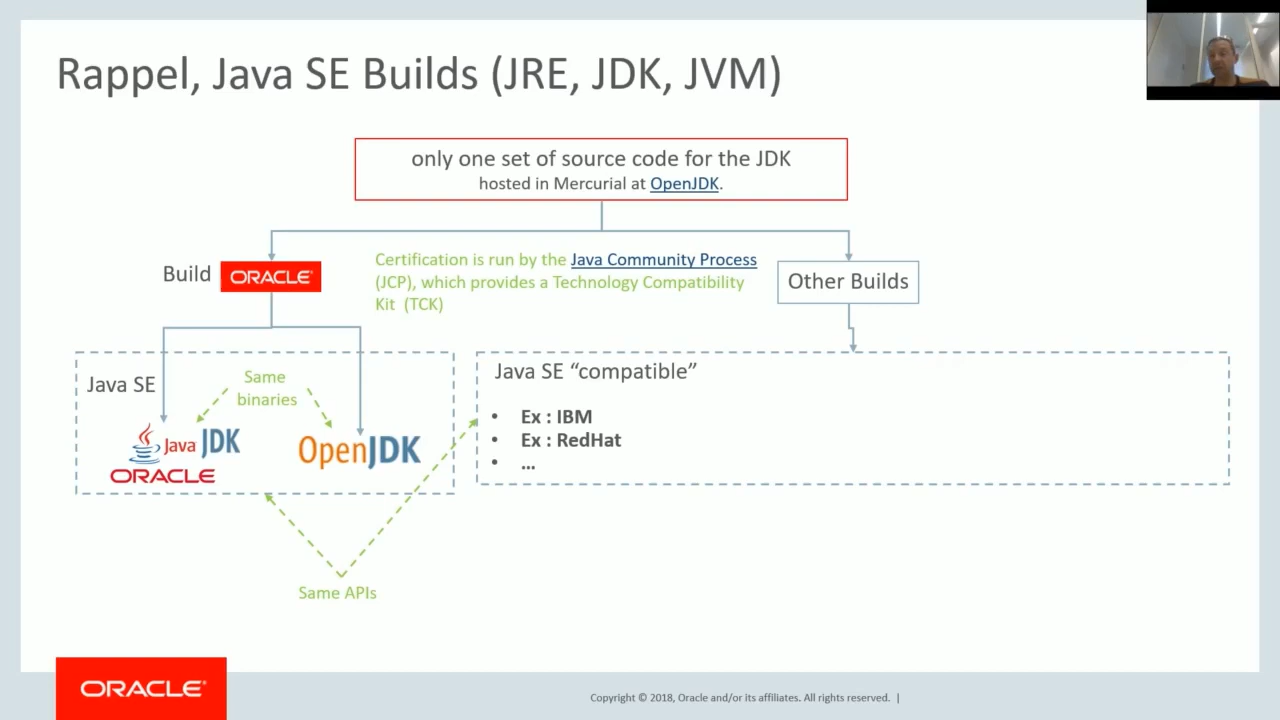 Rappel, Java SE Builds (JRE, JDK, JVM)
only one set of source code for the JDK
hosted in Mercurial at OpenJDK.
Build ORACLE
Certification is run by the Java Community Process
(JCP), which provides a Technology Compatibility
Kit (TCK)
Other Builds
Java SE
Same
binaries
Java JDK
ORACLE
OpenJDK
Java SE “compatible”
• Ex : IBM
• Ex : RedHat
• ...
Same APIs
ORACLE
Copyright © 2018, Oracle and/or its affiliates. All rights reserved. |